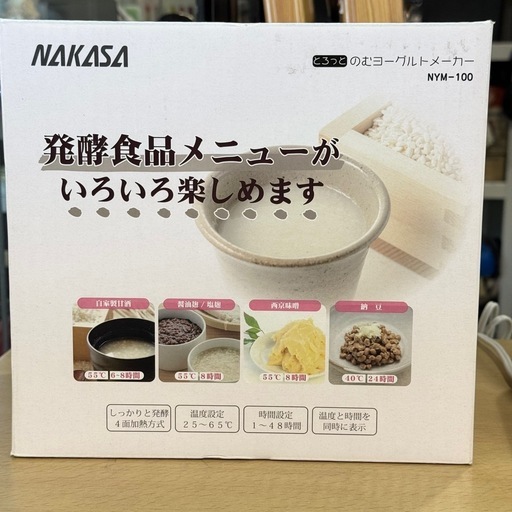 NAKASA
とろっと のむヨーグルトメーカー
NYM-100
発酵食品メニューが
いろいろ楽しめます
自家製甘酒
55℃ 6-8時間
醤油麹/塩麹
55℃ 8時間
西京味噌
55℃ 8時間
納豆
40℃ 24時間
しっかりと発酵
4面加熱方式
温度設定
25～65℃
時間設定
1～48時間
温度と時間を
同時に表示